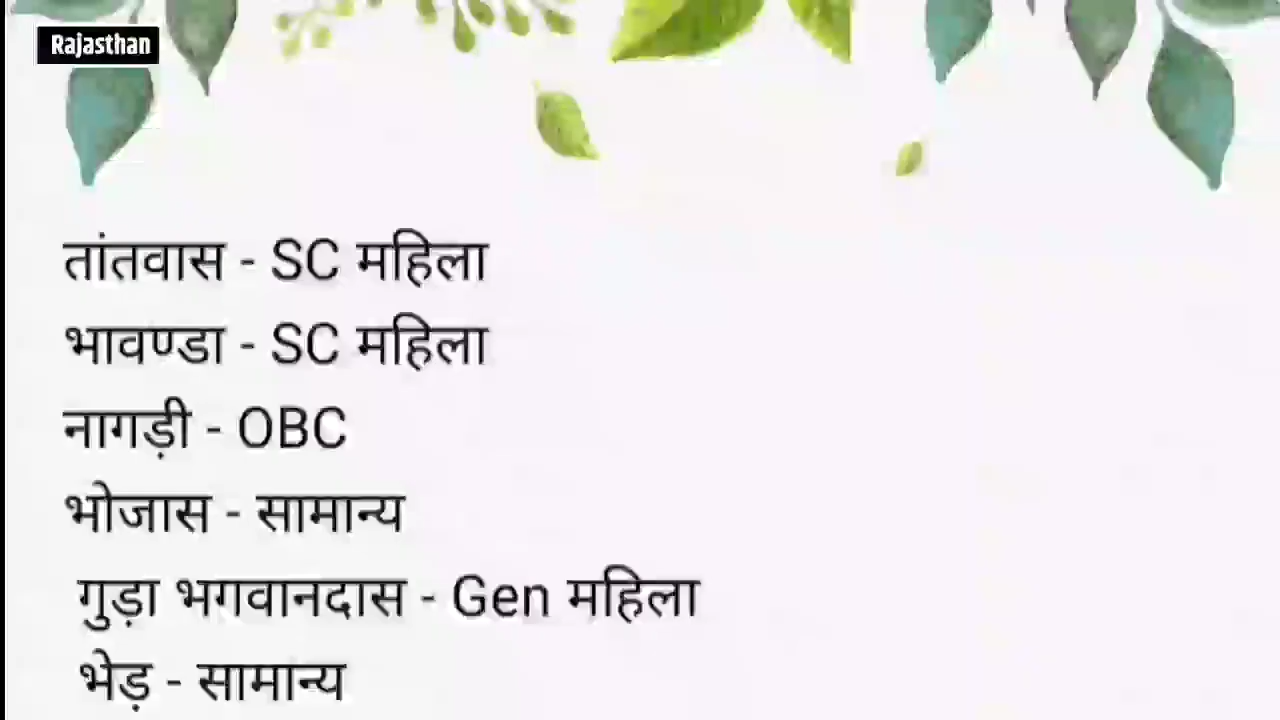 Rajasthan
तांतवास - SC महिला
भावण्डा - SC महिला
नागड़ी - OBC
भोजास - सामान्य
गुड़ा भगवानदास - Gen महिला
भेड़ - सामान्य